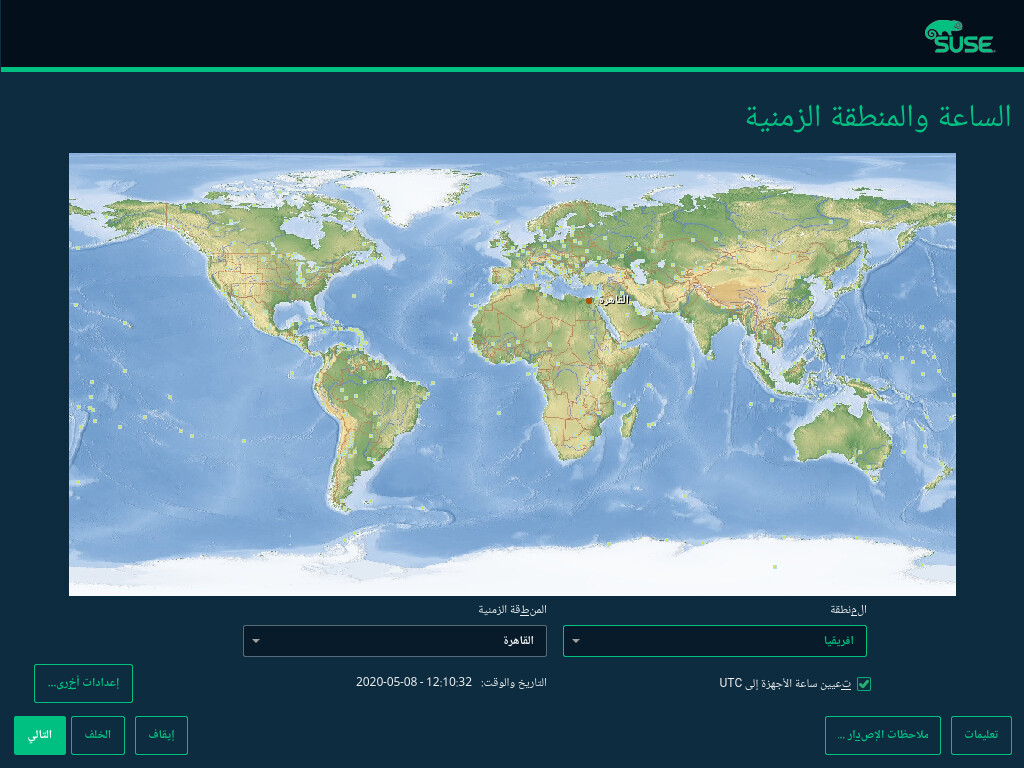 SUSE
الساعة والمنطقة الزمنية
القاهرة
المنطقة
المنطقة الزمنية
افريقيا
القاهرة
تعيين ساعة الأجهزة إلى UTC
التاريخ والوقت: 2020-05-08 - 12:10:32
إعدادات أخرى...
تعليمات
ملاحظات الإصدار ...
إيقاف
الخلف
التالي